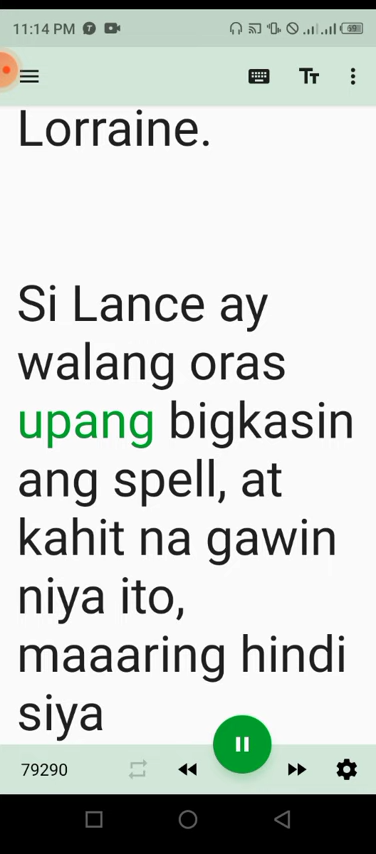 11:14 PM
69
Lorraine.
Si Lance ay
walang oras
upang bigkasin
ang spell, at
kahit na gawin
niya ito,
maaaring hindi
siya
79290